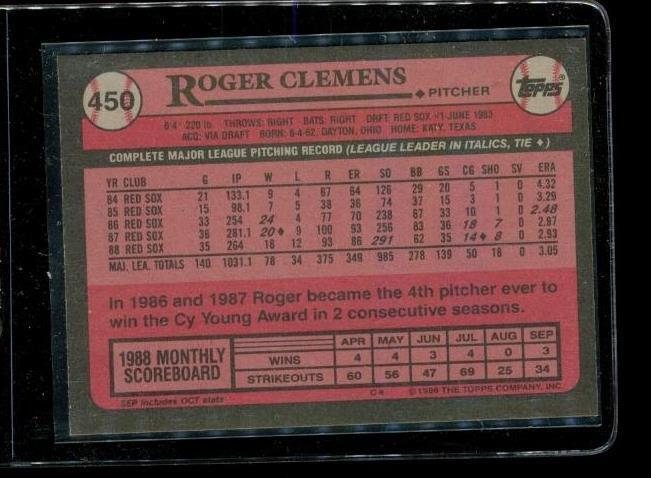 450
ROGER CLEMENS
◆ PITCHER
Topps®
6'4" 220 lb. THROWS: RIGHT BATS: RIGHT DRFT: RED SOX #1-JUNE 1983
ACQ: VIA DRAFT BORN: 8-4-62, DAYTON, OHIO HOME: KATY, TEXAS
COMPLETE MAJOR LEAGUE PITCHING RECORD (LEAGUE LEADER IN ITALICS, TIE ◆)
YR CLUB G IP W L R ER SO BB GS CG SHO SV ERA
84 RED SOX 21 133.1 9 4 67 64 126 29 20 5 1 0 4.32
85 RED SOX 15 98.1 7 5 38 36 74 37 15 3 1 0 3.29
86 RED SOX 33 254 24 4 77 70 238 67 33 10 1 0 2.48
87 RED SOX 36 281.1 20◆ 9 100 93 256 83 36 18 7 0 2.97
88 RED SOX 35 264 18 12 93 86 291 62 35 14◆ 8 0 2.93
MAJ. LEA. TOTALS 140 1031.1 78 34 375 349 985 278 139 50 18 0 3.05
In 1986 and 1987 Roger became the 4th pitcher ever to
win the Cy Young Award in 2 consecutive seasons.
1988 MONTHLY SCOREBOARD
APR MAY JUN JUL AUG SEP
WINS 4 4 3 4 0 3
STRIKEOUTS 60 56 47 69 25 34
SEP includes OCT stats
C* © 1989 THE TOPPS COMPANY, INC.